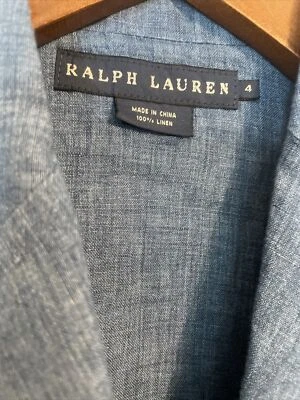 RALPH LAUREN 4
MADE IN CHINA
100% LINEN